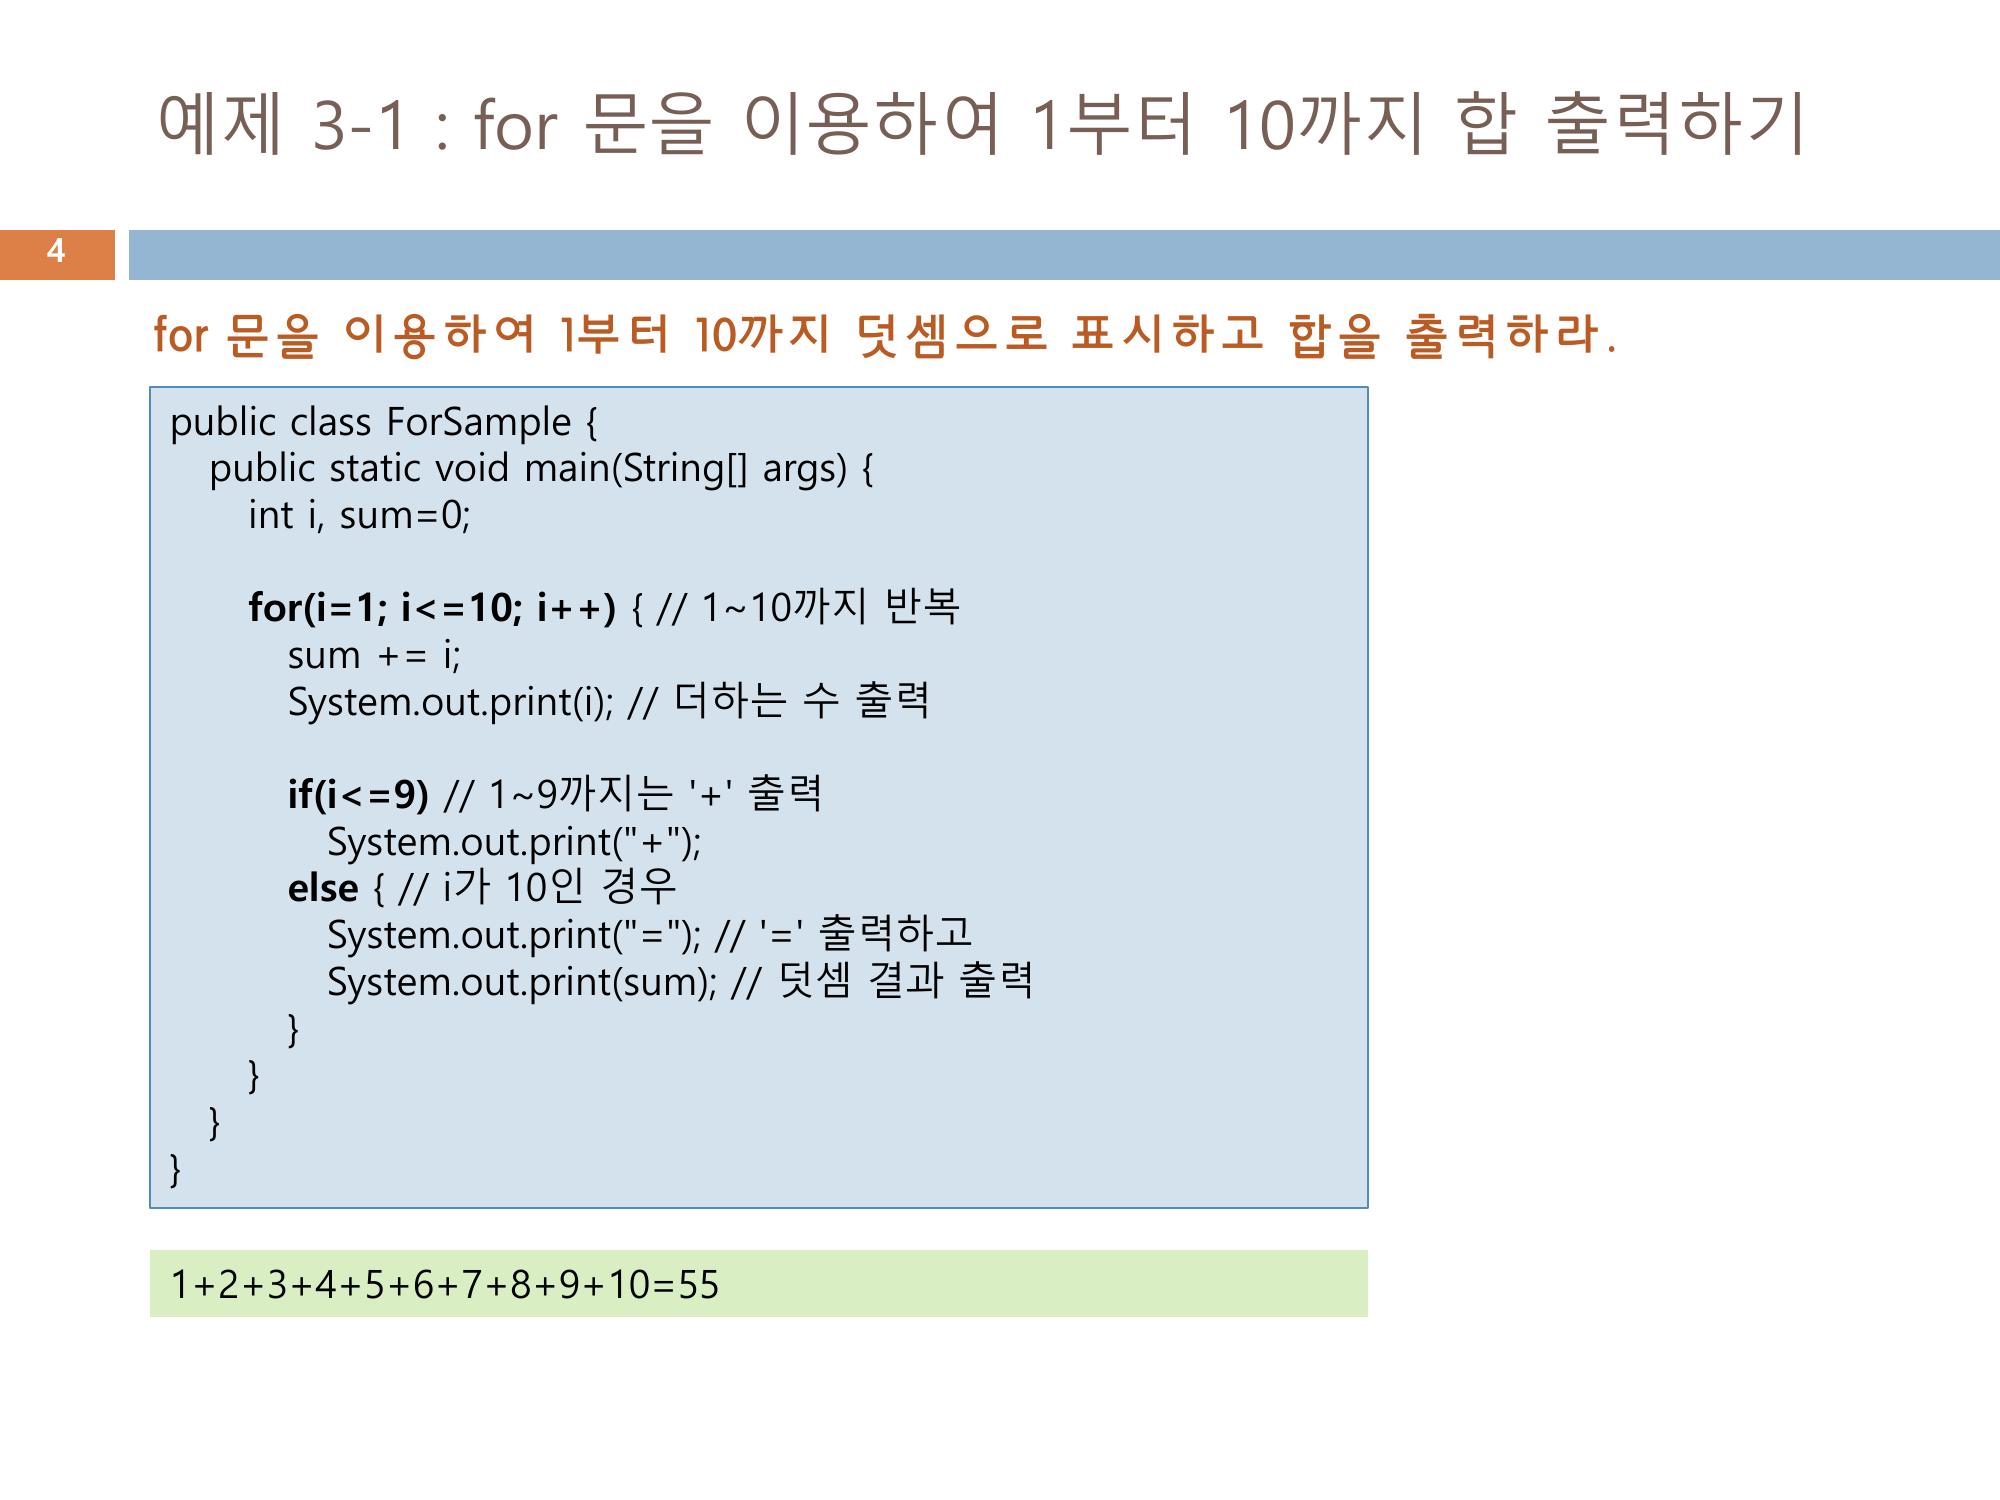 예제 3-1 : for 문을 이용하여 1부터 10까지 합 출력하기
4
for 문을 이용하여 1부터 10까지 덧셈으로 표시하고 합을 출력하라.
public class ForSample {
public static void main(String[] args) {
int i, sum=0;
for(i=1; i<=10; i++) { // 1~10까지 반복
sum += i;
System.out.print(i); // 더하는 수 출력
if(i<=9) // 1~9까지는 '+' 출력
System.out.print("+");
else { // i가 10인 경우
System.out.print("="); // '=' 출력하고
System.out.print(sum); // 덧셈 결과 출력
}
}
}
}
1+2+3+4+5+6+7+8+9+10=55